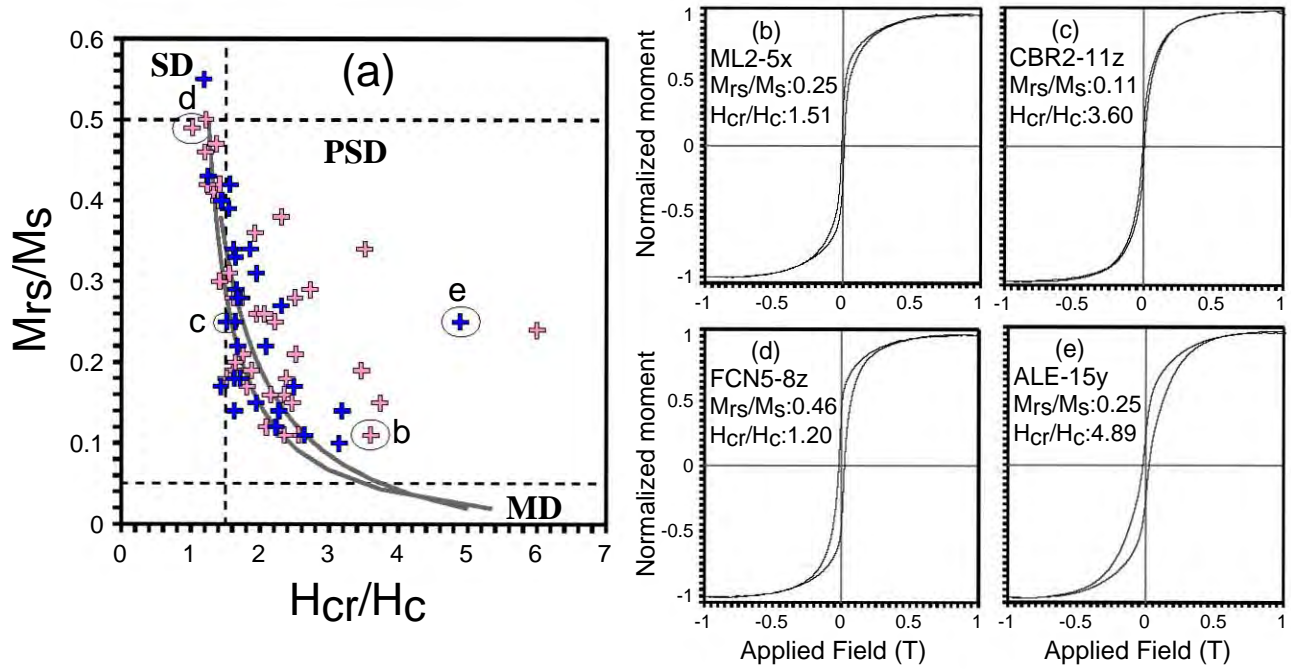 (a)
0.6
0.5
0.4
0.3
0.2
0.1
0
SD
d
PSD
c
e
b
MD
Mrs/Ms
0 1 2 3 4 5 6 7
Hcr/Hc
(b)
ML2-5x
Mrs/Ms:0.25
Hcr/Hc:1.51
Normalized moment
1
0.5
0
-0.5
-1
-1 -0.5 0 0.5 1
(c)
CBR2-11z
Mrs/Ms:0.11
Hcr/Hc:3.60
-1 -0.5 0 0.5 1
(d)
FCN5-8z
Mrs/Ms:0.46
Hcr/Hc:1.20
Normalized moment
1
0.5
0
-0.5
-1
-1 -0.5 0 0.5 1
Applied Field (T)
(e)
ALE-15y
Mrs/Ms:0.25
Hcr/Hc:4.89
-1 -0.5 0 0.5 1
Applied Field (T)